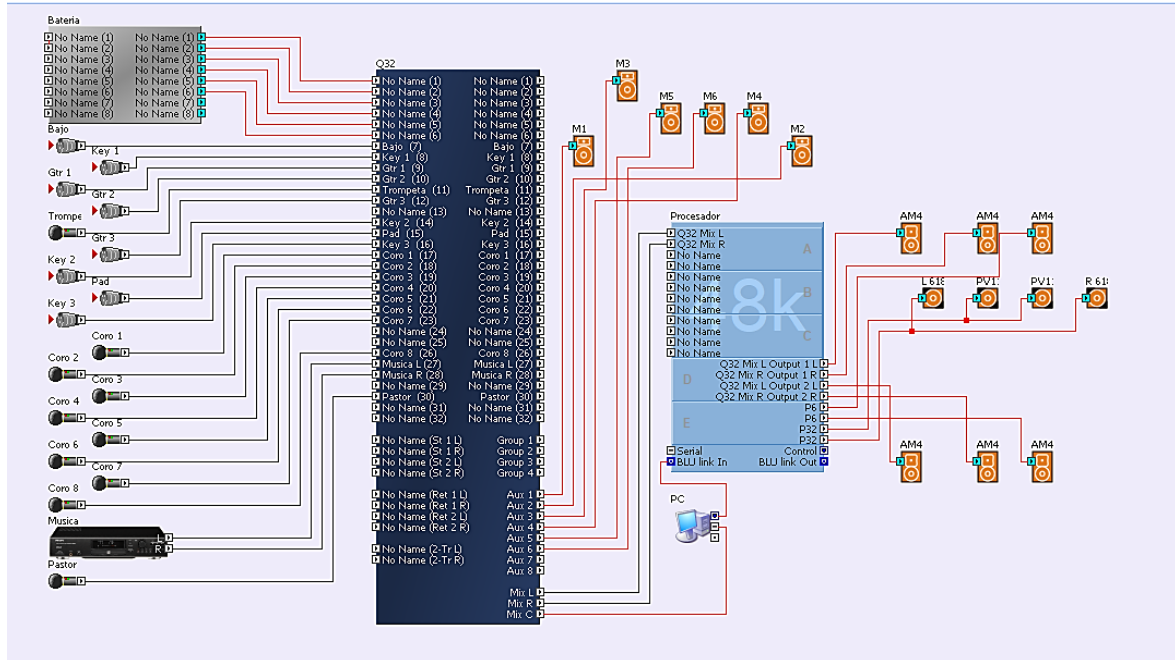 Bateria
No Name (1) No Name (1)
No Name (2) No Name (2)
No Name (3) No Name (3)
No Name (4) No Name (4)
No Name (5) No Name (5)
No Name (6) No Name (6)
No Name (7) No Name (7)
No Name (8) No Name (8)
Bajo
Key 1
Gtr 1
Gtr 2
Trompe
Gtr 3
Key 2
Pad
Key 3
Coro 1
Coro 2
Coro 3
Coro 4
Coro 5
Coro 6
Coro 7
Coro 8
Musica
L
R
Pastor
Q32
No Name (1) No Name (1)
No Name (2) No Name (2)
No Name (3) No Name (3)
No Name (4) No Name (4)
No Name (5) No Name (5)
No Name (6) No Name (6)
Bajo (7) Bajo (7)
Key 1 (8) Key 1 (8)
Gtr 1 (9) Gtr 1 (9)
Gtr 2 (10) Gtr 2 (10)
Trompeta (11) Trompeta (11)
Gtr 3 (12) Gtr 3 (12)
No Name (13) No Name (13)
Key 2 (14) Key 2 (14)
Pad (15) Pad (15)
Key 3 (16) Key 3 (16)
Coro 1 (17) Coro 1 (17)
Coro 2 (18) Coro 2 (18)
Coro 3 (19) Coro 3 (19)
Coro 4 (20) Coro 4 (20)
Coro 5 (21) Coro 5 (21)
Coro 6 (22) Coro 6 (22)
Coro 7 (23) Coro 7 (23)
No Name (24) No Name (24)
No Name (25) No Name (25)
Coro 8 (26) Coro 8 (26)
Musica L (27) Musica L (27)
Musica R (28) Musica R (28)
No Name (29) No Name (29)
Pastor (30) Pastor (30)
No Name (31) No Name (31)
No Name (32) No Name (32)
No Name (St 1 L) Group 1
No Name (St 1 R) Group 2
No Name (St 2 L) Group 3
No Name (St 2 R) Group 4
No Name (Ret 1 L) Aux 1
No Name (Ret 1 R) Aux 2
No Name (Ret 2 L) Aux 3
No Name (Ret 2 R) Aux 4
Aux 5
No Name (2-Tr L) Aux 6
No Name (2-Tr R) Aux 7
Aux 8
Mix L
Mix R
Mix C
M3
M5 M6 M4
M1 M2
Procesador
Q32 Mix L
Q32 Mix R
No Name
No Name
No Name
No Name
No Name
No Name
No Name
No Name
No Name
No Name
A
B
C
8k
D
E
Q32 Mix L Output 1 L
Q32 Mix R Output 1 R
Q32 Mix L Output 2 L
Q32 Mix R Output 2 R
P6
P6
P32
P32
Serial Control
BLU link In BLU link Out
PC
AM4 AM4 AM4
L 618 PV1: PV1: R 618
AM4 AM4 AM4